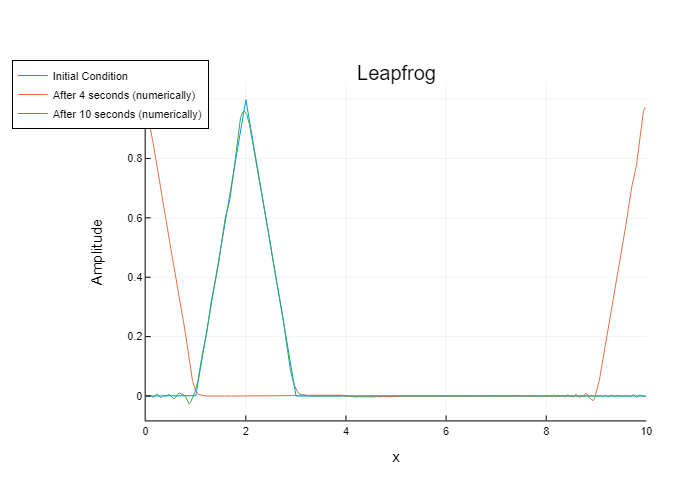 Leapfrog
Initial Condition
After 4 seconds (numerically)
After 10 seconds (numerically)
Amplitude
0.8
0.6
0.4
0.2
0
0 2 4 6 8 10
x